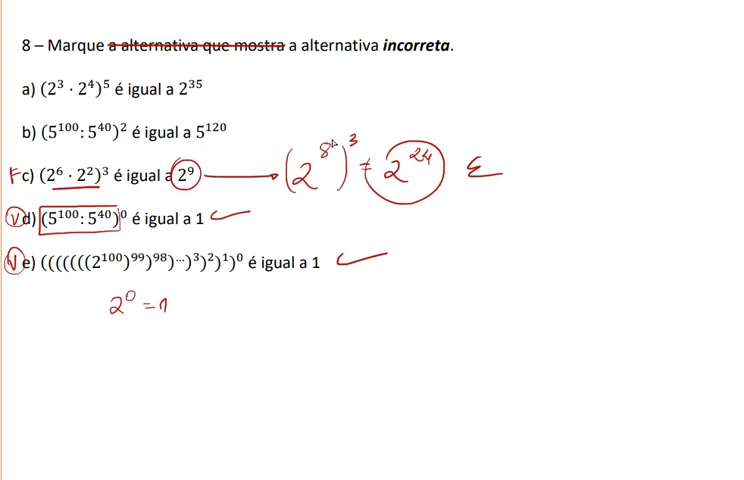 8 – Marque a alternativa que mostra a alternativa incorreta.
a) (2³ · 2⁴)⁵ é igual a 2³⁵
b) (5¹⁰⁰: 5⁴⁰)² é igual a 5¹²⁰
F c) (2⁶ · 2²)³ é igual a 2⁹ (2⁸)³ = 2²⁴
V d) (5¹⁰⁰: 5⁴⁰)⁰ é igual a 1
V e) (((((((2¹⁰⁰)⁹⁹)⁹⁸)^…)³)²)¹)⁰ é igual a 1
2⁰ = 1